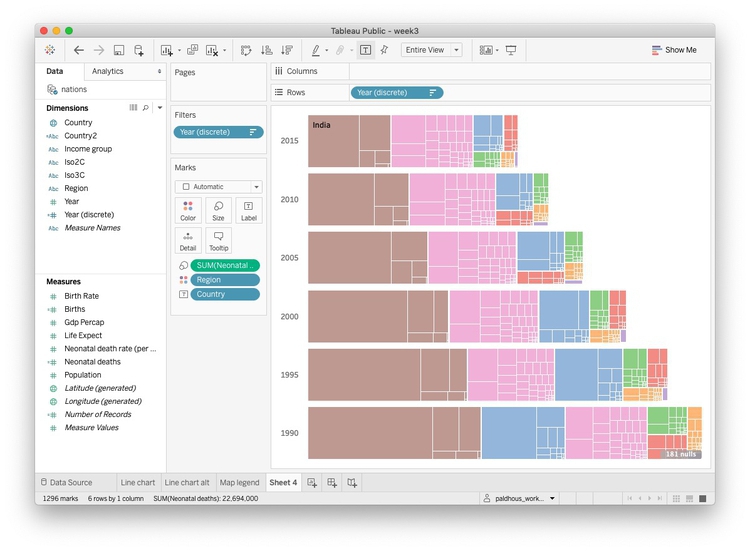 Tableau Public - week3
Entire View
Show Me
Data
Analytics
nations
Dimensions
Country
Country2
Income group
Iso2C
Iso3C
Region
Year
Year (discrete)
Measure Names
Measures
Birth Rate
Births
Gdp Percap
Life Expect
Neonatal death rate (per ...
Neonatal deaths
Population
Latitude (generated)
Longitude (generated)
Number of Records
Measure Values
Pages
Filters
Year (discrete)
Marks
Automatic
Color
Size
Label
Detail
Tooltip
SUM(Neonatal ..
Region
Country
Columns
Rows
Year (discrete)
India
2015
2010
2005
2000
1995
1990
181 nulls
Data Source
Line chart
Line chart alt
Map legend
Sheet 4
1296 marks
6 rows by 1 column
SUM(Neonatal deaths): 22,694,000
paldhous_work...